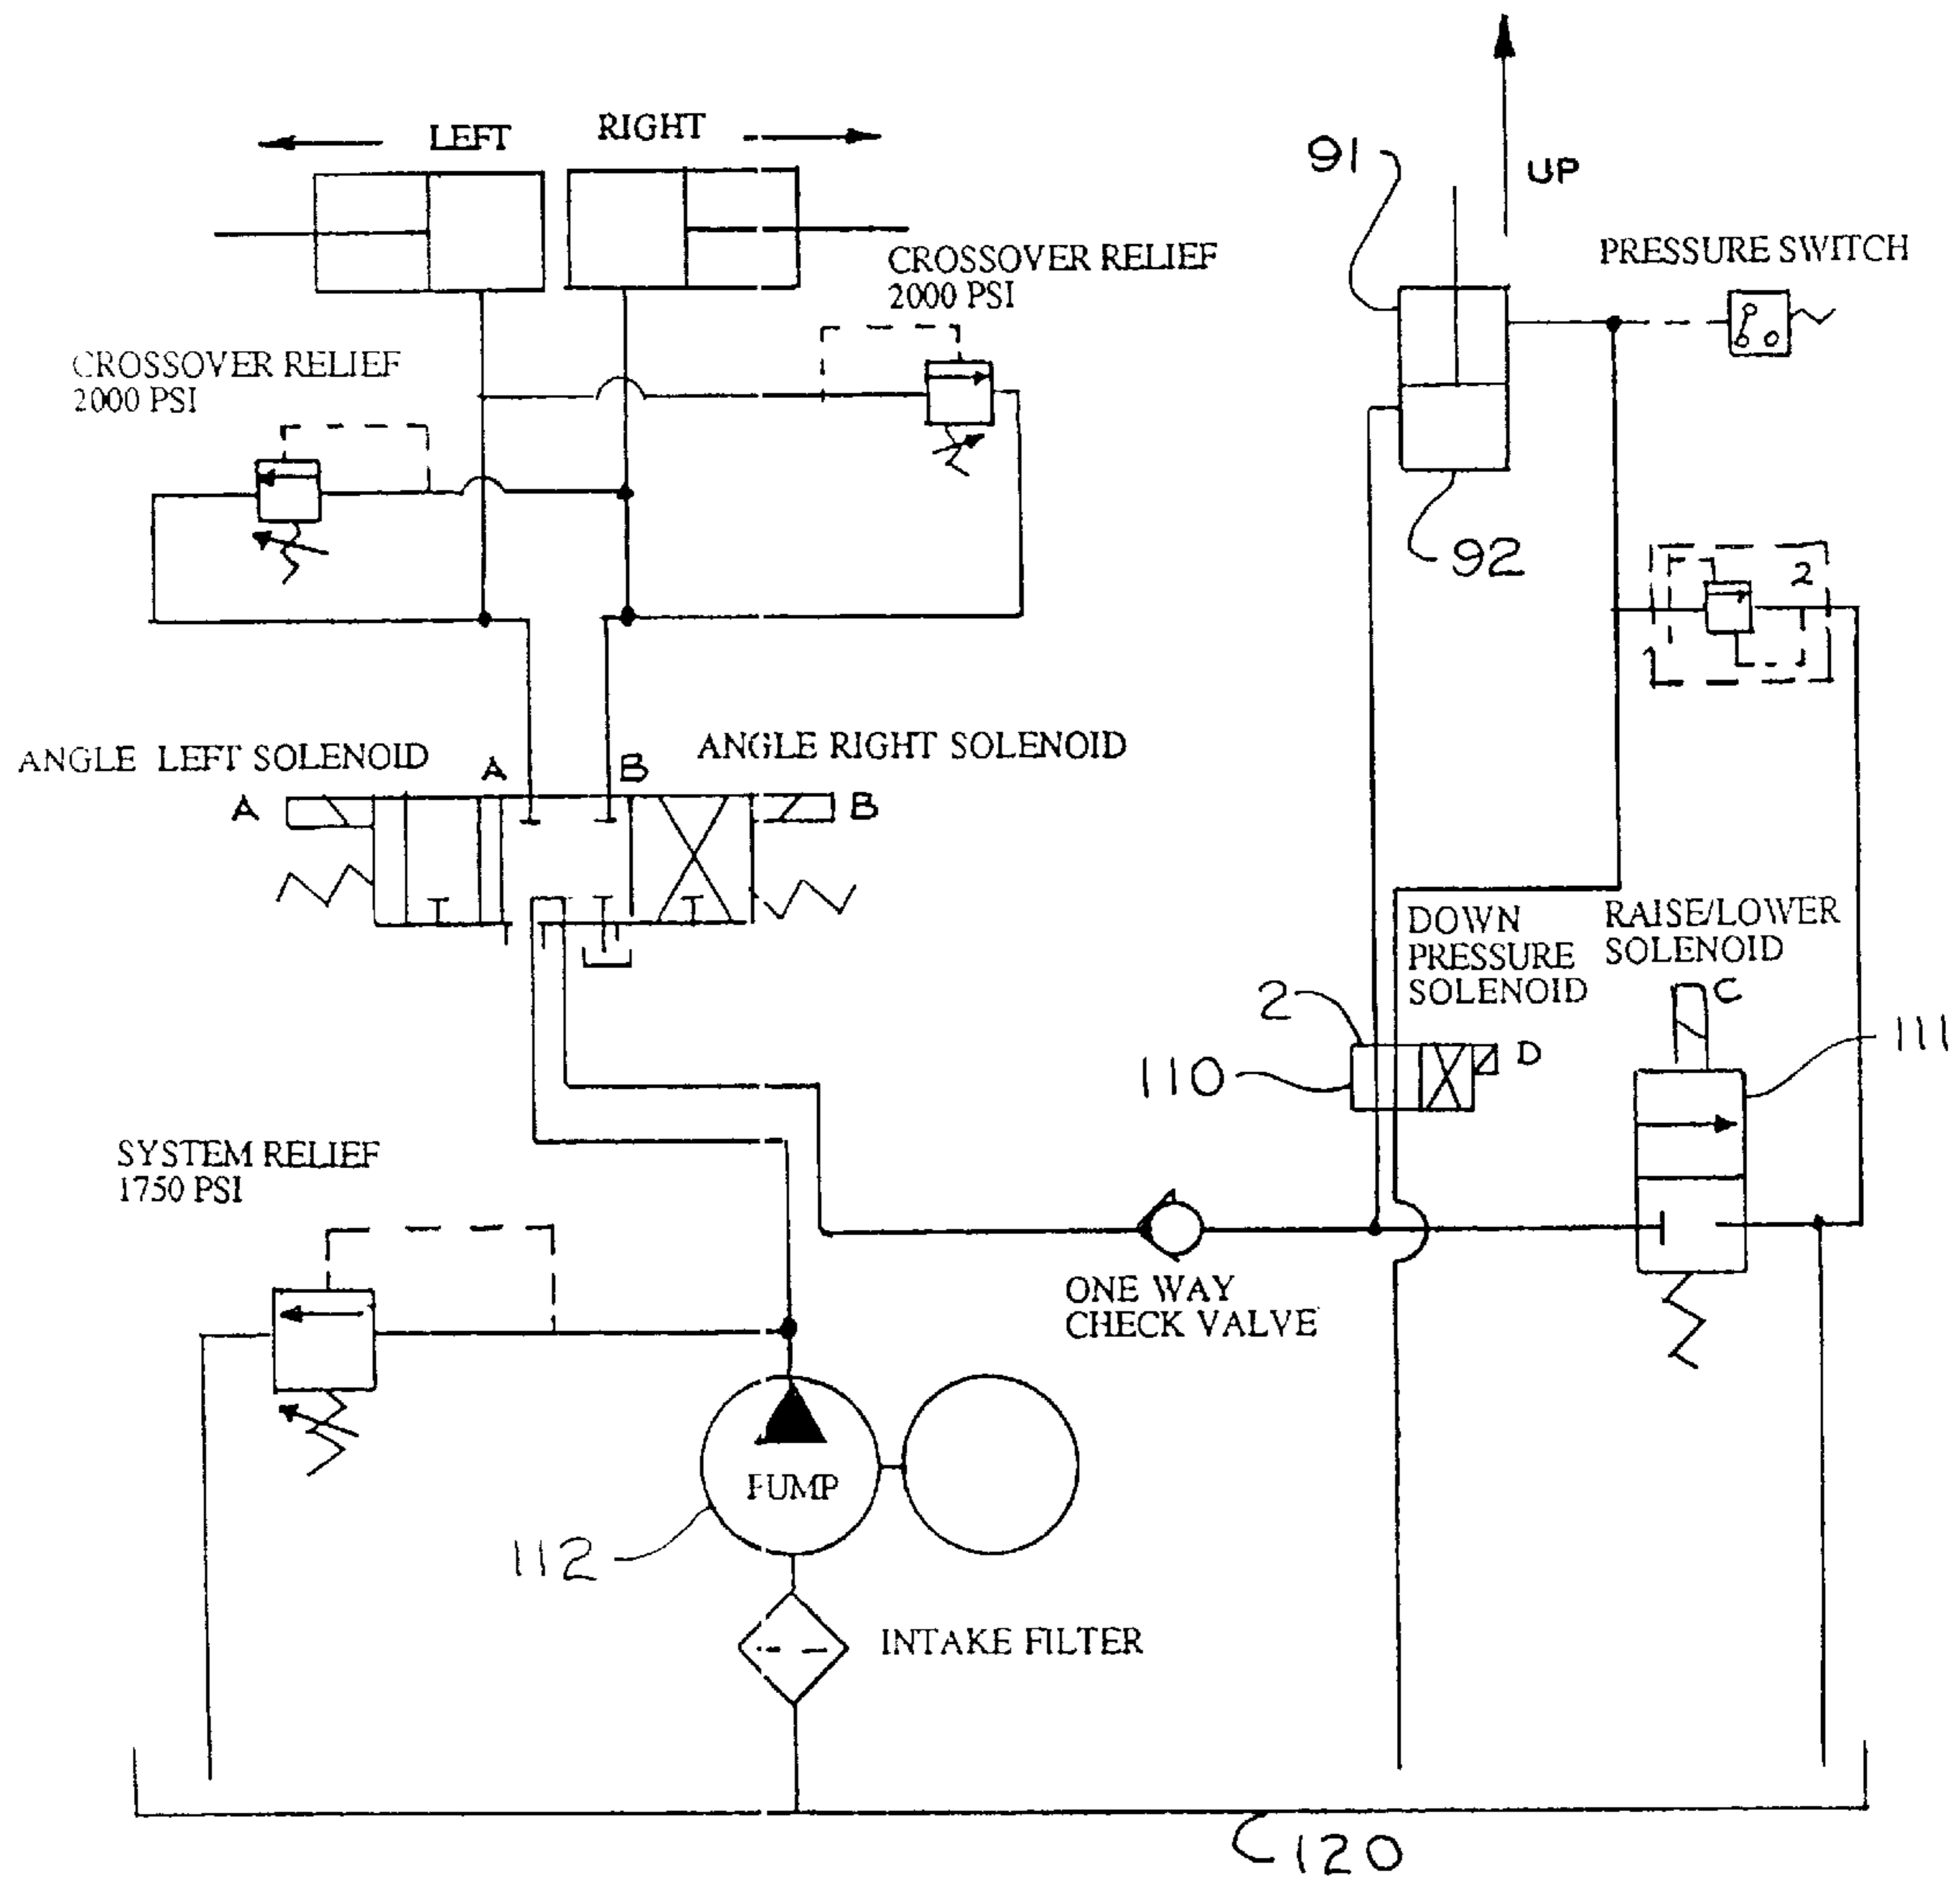 LEFT
RIGHT
91
UP
PRESSURE SWITCH
CROSSOVER RELIEF
2000 PSI
CROSSOVER RELIEF
2000 PSI
92
2
ANGLE LEFT SOLENOID
A
B
ANGLE RIGHT SOLENOID
A
B
DOWN
PRESSURE
SOLENOID
RAISE/LOWER
SOLENOID
C
2
D
110
111
SYSTEM RELIEF
1750 PSI
ONE WAY
CHECK VALVE
PUMP
112
INTAKE FILTER
120